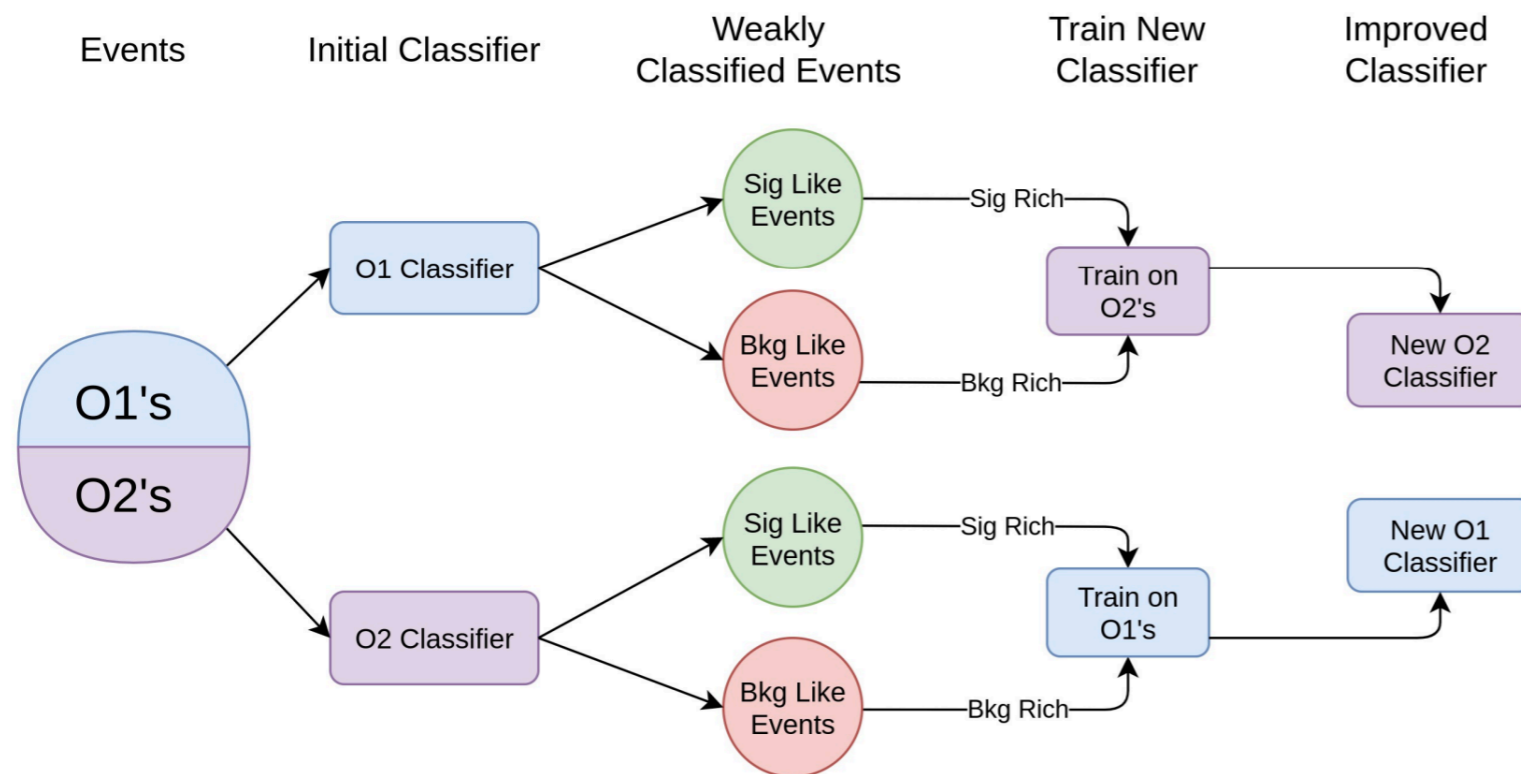 Events
Initial Classifier
Weakly
Classified Events
Train New
Classifier
Improved
Classifier
O1's
O2's
O1 Classifier
Sig Like
Events
Bkg Like
Events
Sig Rich
Bkg Rich
Train on
O2's
New O2
Classifier
O2 Classifier
Sig Like
Events
Bkg Like
Events
Sig Rich
Bkg Rich
Train on
O1's
New O1
Classifier